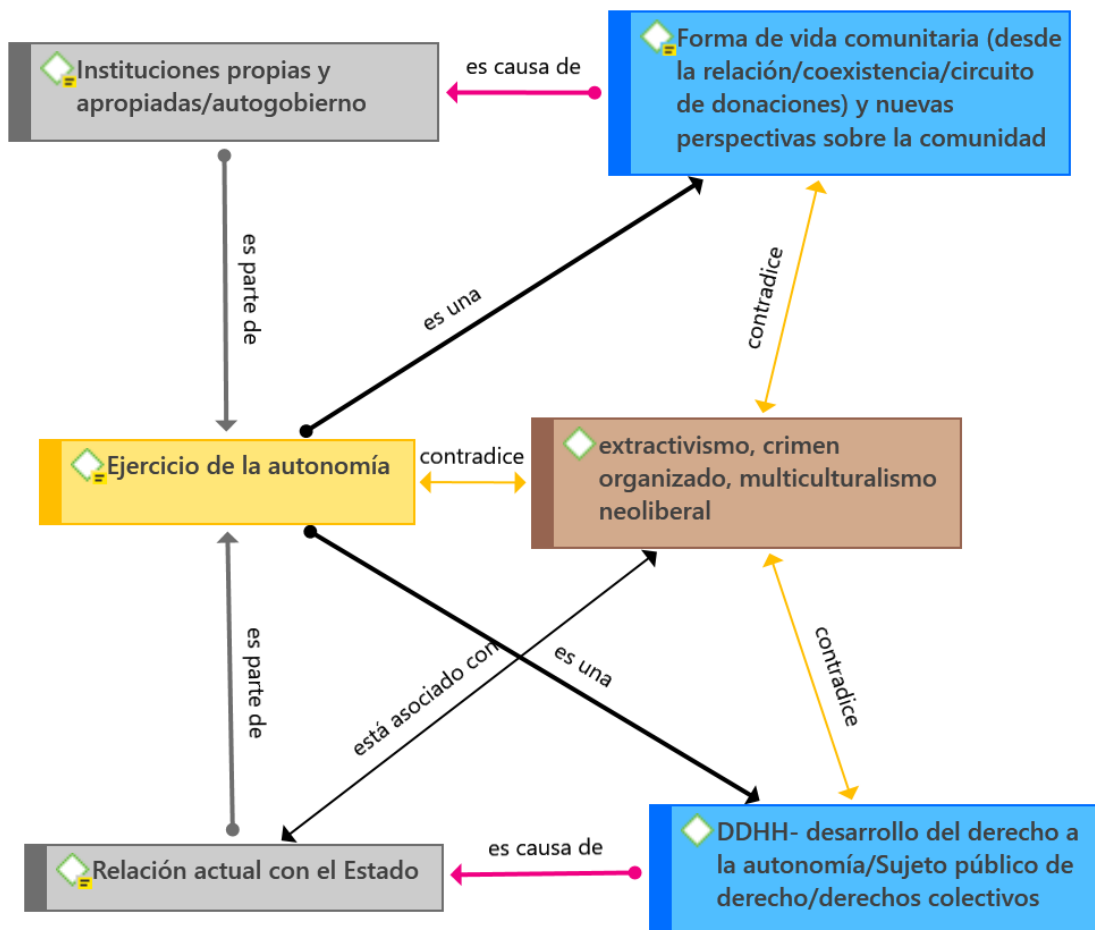 Instituciones propias y
apropiadas/autogobierno
es causa de
Forma de vida comunitaria (desde
la relación/coexistencia/circuito
de donaciones) y nuevas
perspectivas sobre la comunidad
es parte de
es una
contradice
Ejercicio de la autonomía
contradice
extractivismo, crimen
organizado, multiculturalismo
neoliberal
es parte de
está asociado con
es una
contradice
Relación actual con el Estado
es causa de
DDHH- desarrollo del derecho a
la autonomía/Sujeto público de
derecho/derechos colectivos